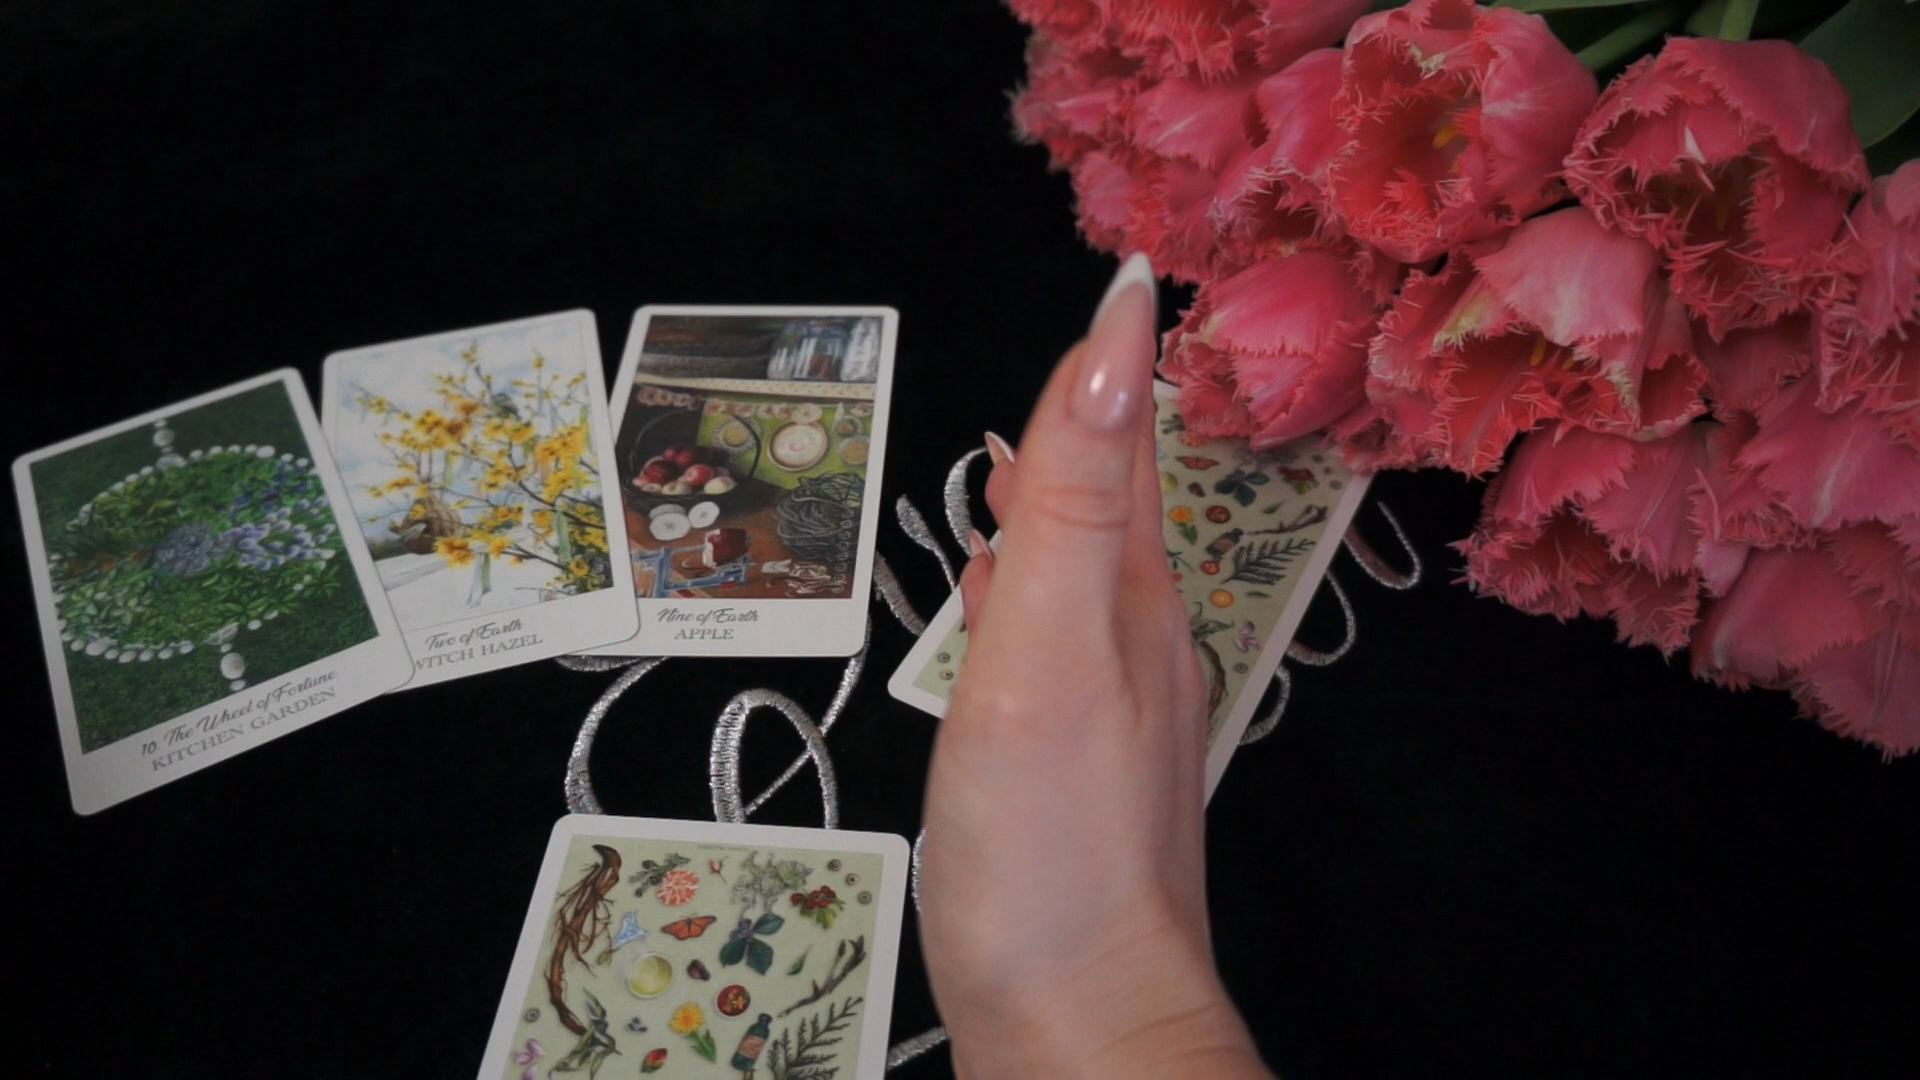 10. The Wheel of Fortune
KITCHEN GARDEN
Two of Earth
WITCH HAZEL
Nine of Earth
APPLE